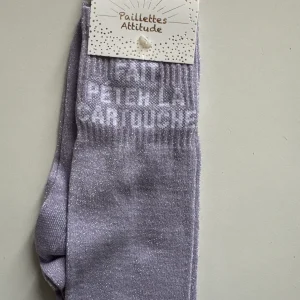 Paillettes
Attitude
FAIT
PETER LA
CARTOUCHE